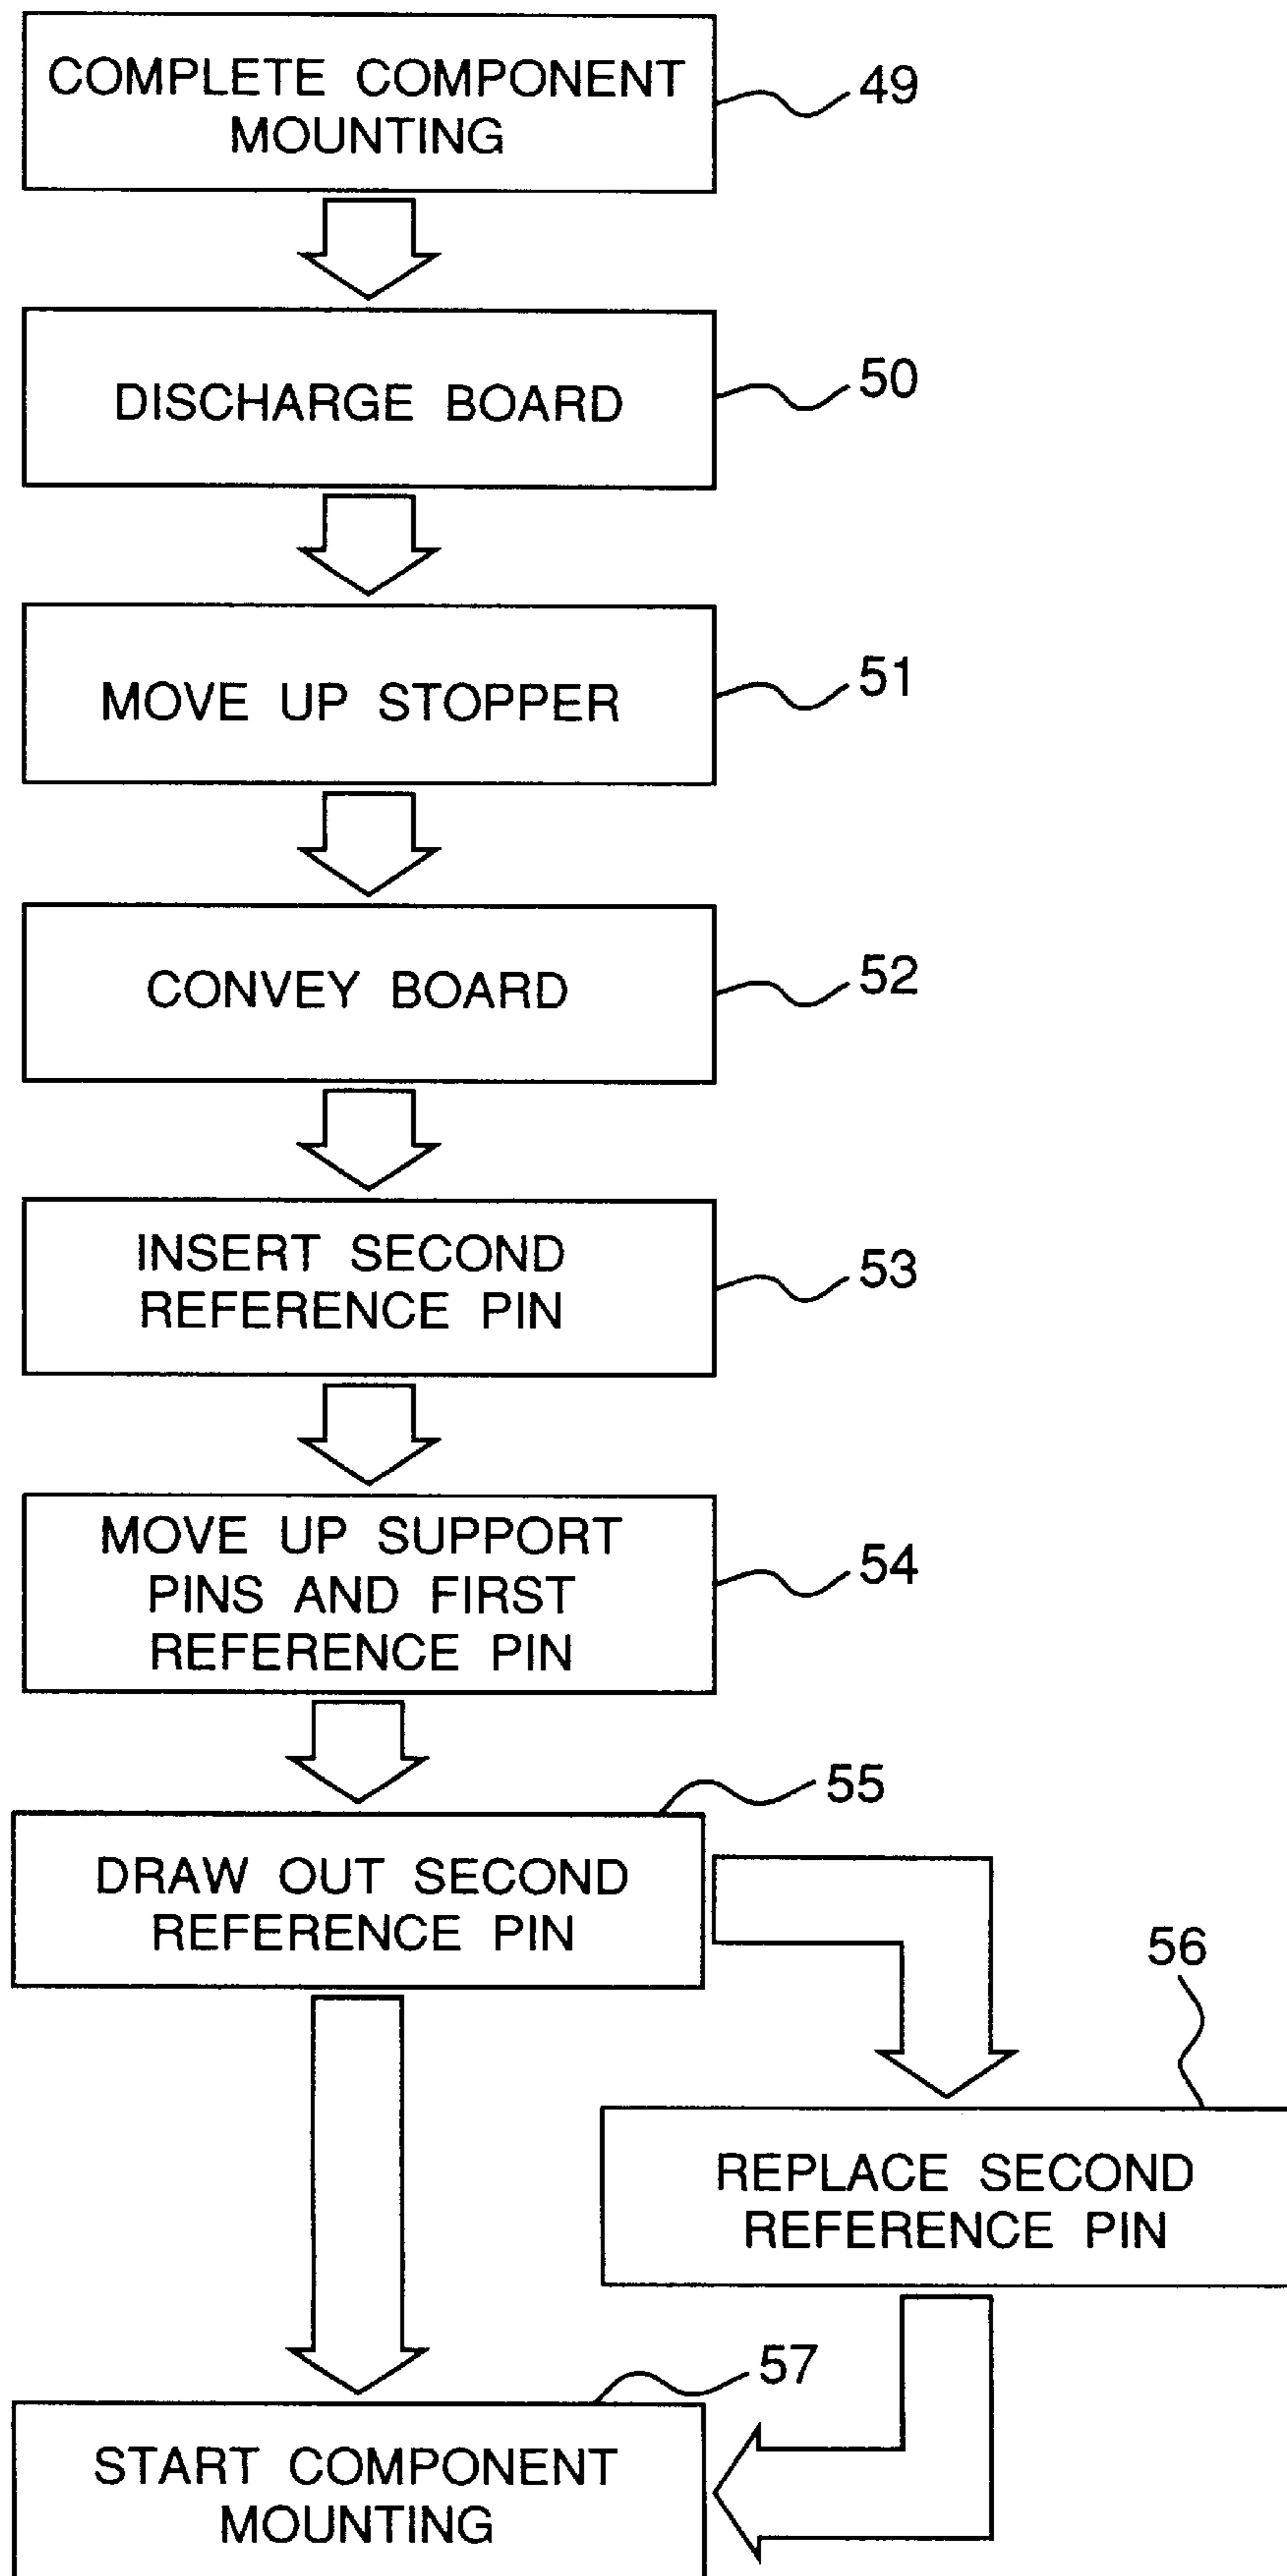 COMPLETE COMPONENT
MOUNTING
49
DISCHARGE BOARD
50
MOVE UP STOPPER
51
CONVEY BOARD
52
INSERT SECOND
REFERENCE PIN
53
MOVE UP SUPPORT
PINS AND FIRST
REFERENCE PIN
54
55
DRAW OUT SECOND
REFERENCE PIN
56
REPLACE SECOND
REFERENCE PIN
57
START COMPONENT
MOUNTING